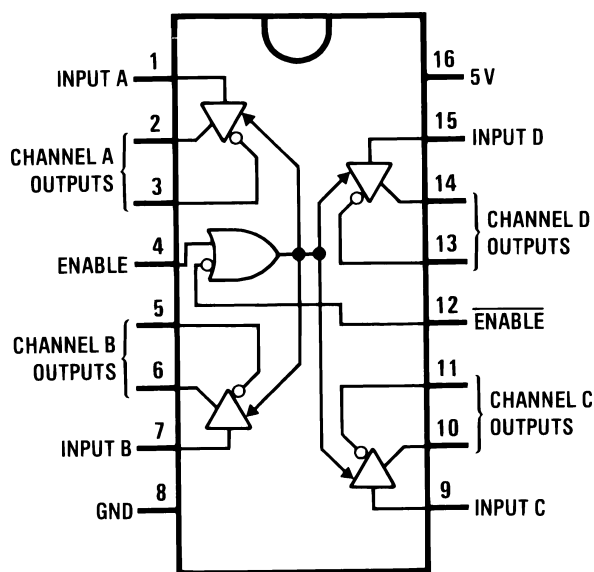 1
INPUT A
2
CHANNEL A
OUTPUTS
3
4
ENABLE
5
CHANNEL B
OUTPUTS
6
7
INPUT B
8
GND
16
5V
15
INPUT D
14
CHANNEL D
OUTPUTS
13
12
ENABLE
11
CHANNEL C
OUTPUTS
10
9
INPUT C